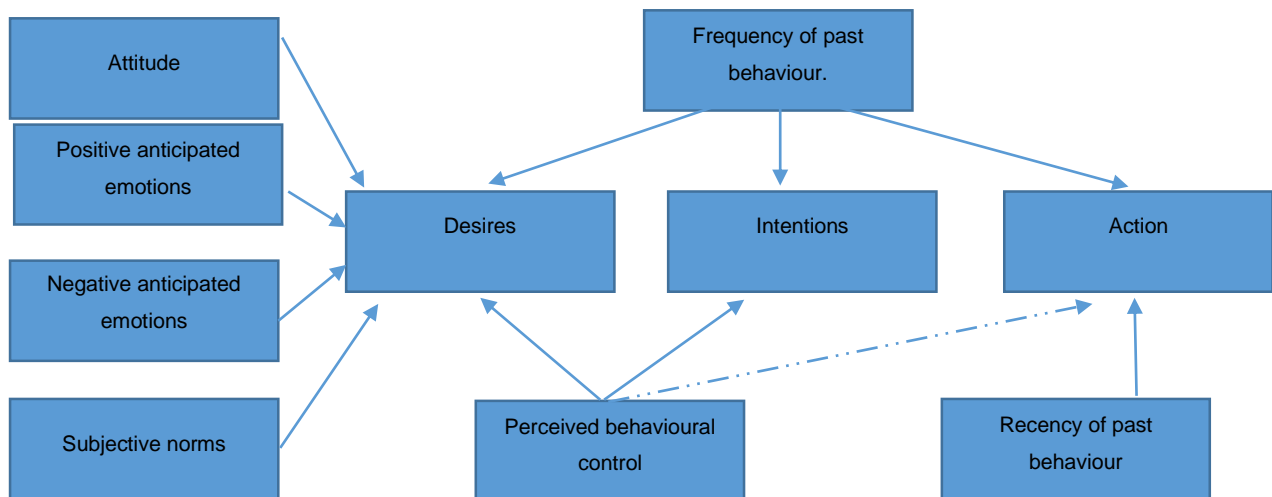 Attitude
Frequency of past
behaviour.
Positive anticipated
emotions
Desires
Intentions
Action
Negative anticipated
emotions
Subjective norms
Perceived behavioural
control
Recency of past
behaviour